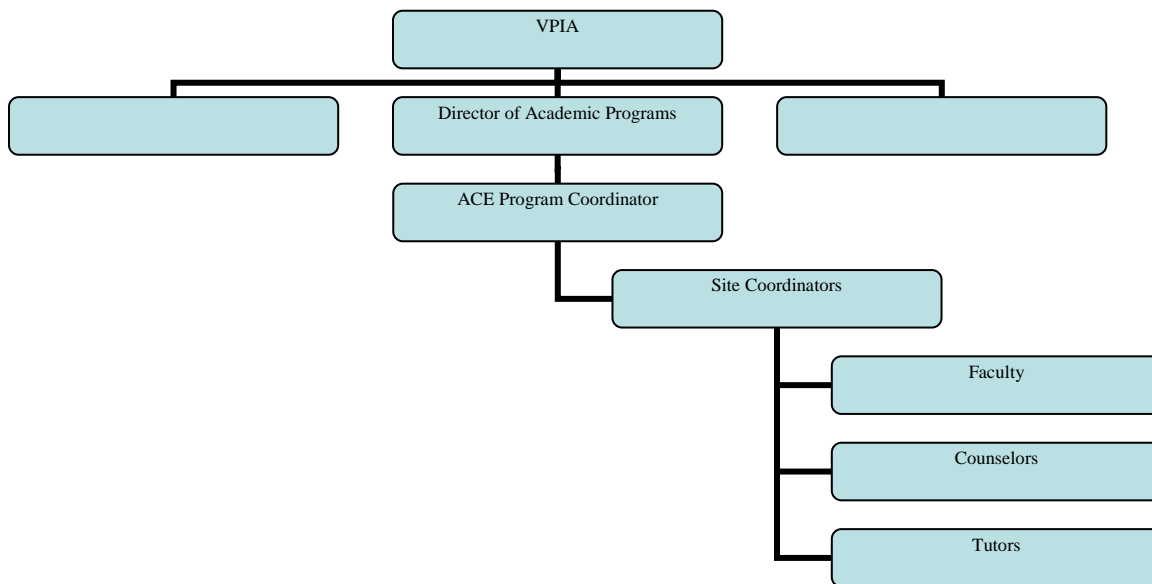 VPIA
Director of Academic Programs
ACE Program Coordinator
Site Coordinators
Faculty
Counselors
Tutors